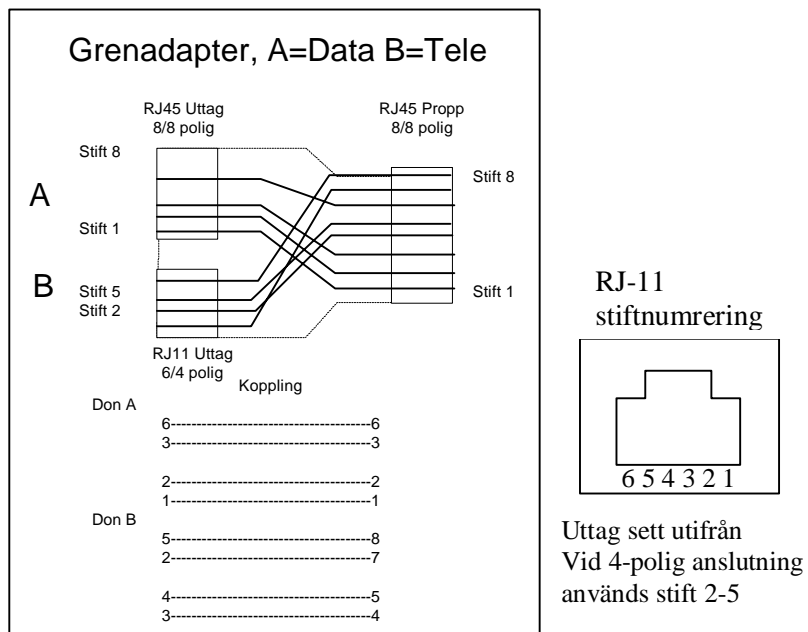 Grenadapter, A=Data B=Tele
RJ45 Uttag
8/8 polig
RJ45 Propp
8/8 polig
Stift 8
Stift 8
A
Stift 1
B
Stift 5
Stift 2
Stift 1
RJ11 Uttag
6/4 polig
Koppling
Don A
6----------------------------------------6
3----------------------------------------3
2----------------------------------------2
1----------------------------------------1
Don B
5----------------------------------------8
2----------------------------------------7
4----------------------------------------5
3----------------------------------------4
RJ-11
stiftnumrering
6 5 4 3 2 1
Uttag sett utifrån
Vid 4-polig anslutning
används stift 2-5